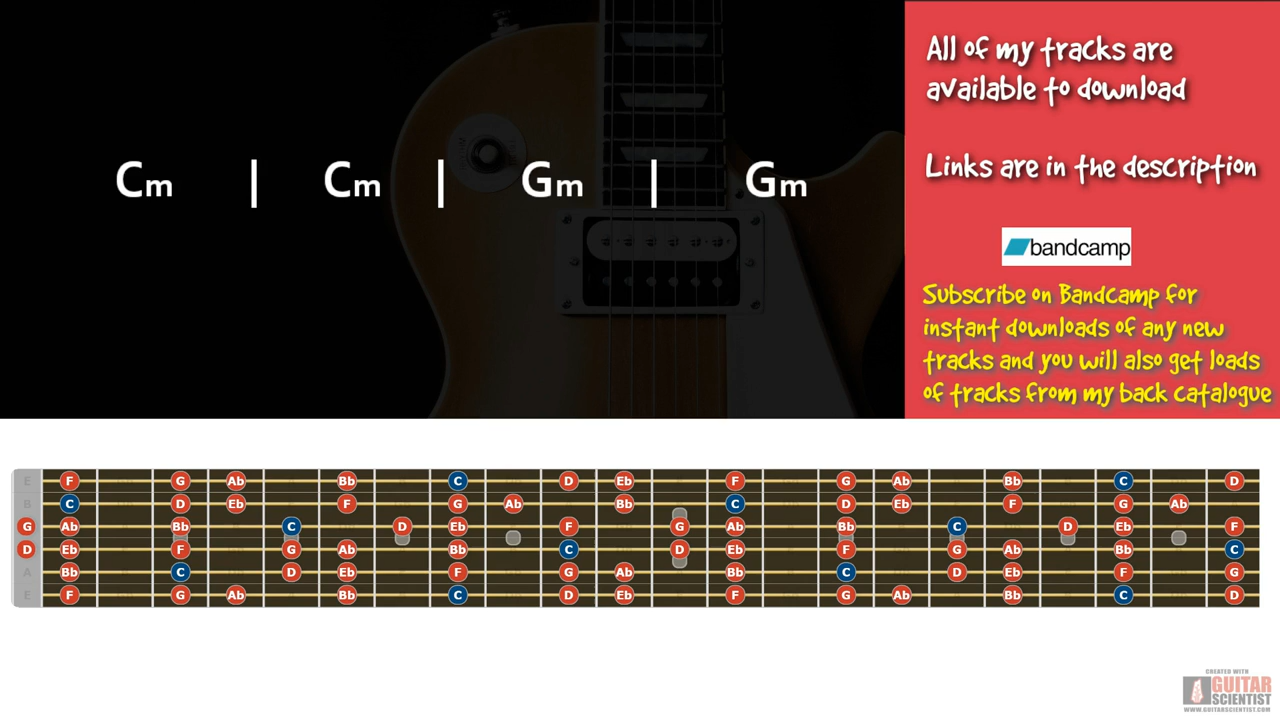 Cm | Cm | Gm | Gm
All of my tracks are
available to download
Links are in the description
bandcamp
Subscribe on Bandcamp for
instant downloads of any new
tracks and you will also get loads
of tracks from my back catalogue
E F G Ab Bb C D Eb F G Ab Bb C D
B C D Eb F G Ab Bb C D Eb F G Ab
G Ab Bb C D Eb F G Ab Bb C D Eb F
D Eb F G Ab Bb C D Eb F G Ab Bb C
A Bb C D Eb F G Ab Bb C D Eb F G
E F G Ab Bb C D Eb F G Ab Bb C D
CREATED WITH
GUITAR
SCIENTIST
WWW.GUITARSCIENTIST.COM